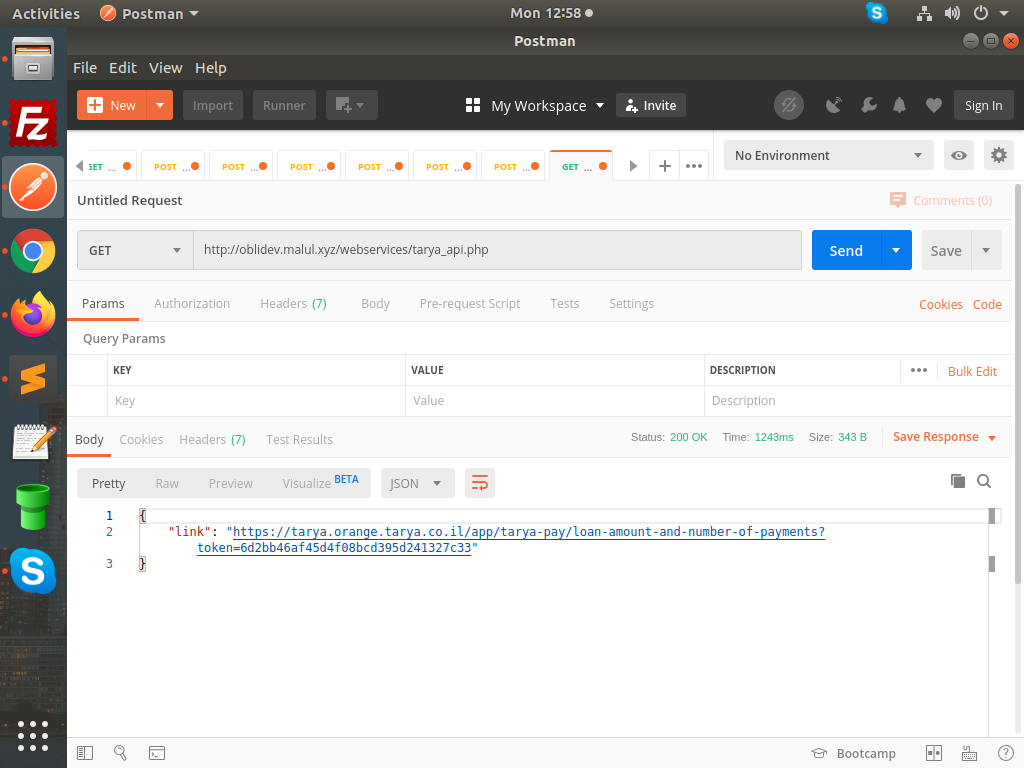 Activities Postman Mon 12:58
Postman
File Edit View Help
New Import Runner My Workspace Invite Sign In
GET ... POST ... POST ... POST ... POST ... POST ... POST ... GET ... No Environment
Untitled Request Comments (0)
GET http://oblidev.malul.xyz/webservices/tarya_api.php Send Save
Params Authorization Headers (7) Body Pre-request Script Tests Settings Cookies Code
Query Params
KEY VALUE DESCRIPTION ••• Bulk Edit
Key Value Description
Body Cookies Headers (7) Test Results Status: 200 OK Time: 1243ms Size: 343 B Save Response
Pretty Raw Preview Visualize BETA JSON
1 {
2 "link": "https://tarya.orange.tarya.co.il/app/tarya-pay/loan-amount-and-number-of-payments?
token=6d2bb46af45d4f08bcd395d241327c33"
3 }
Bootcamp